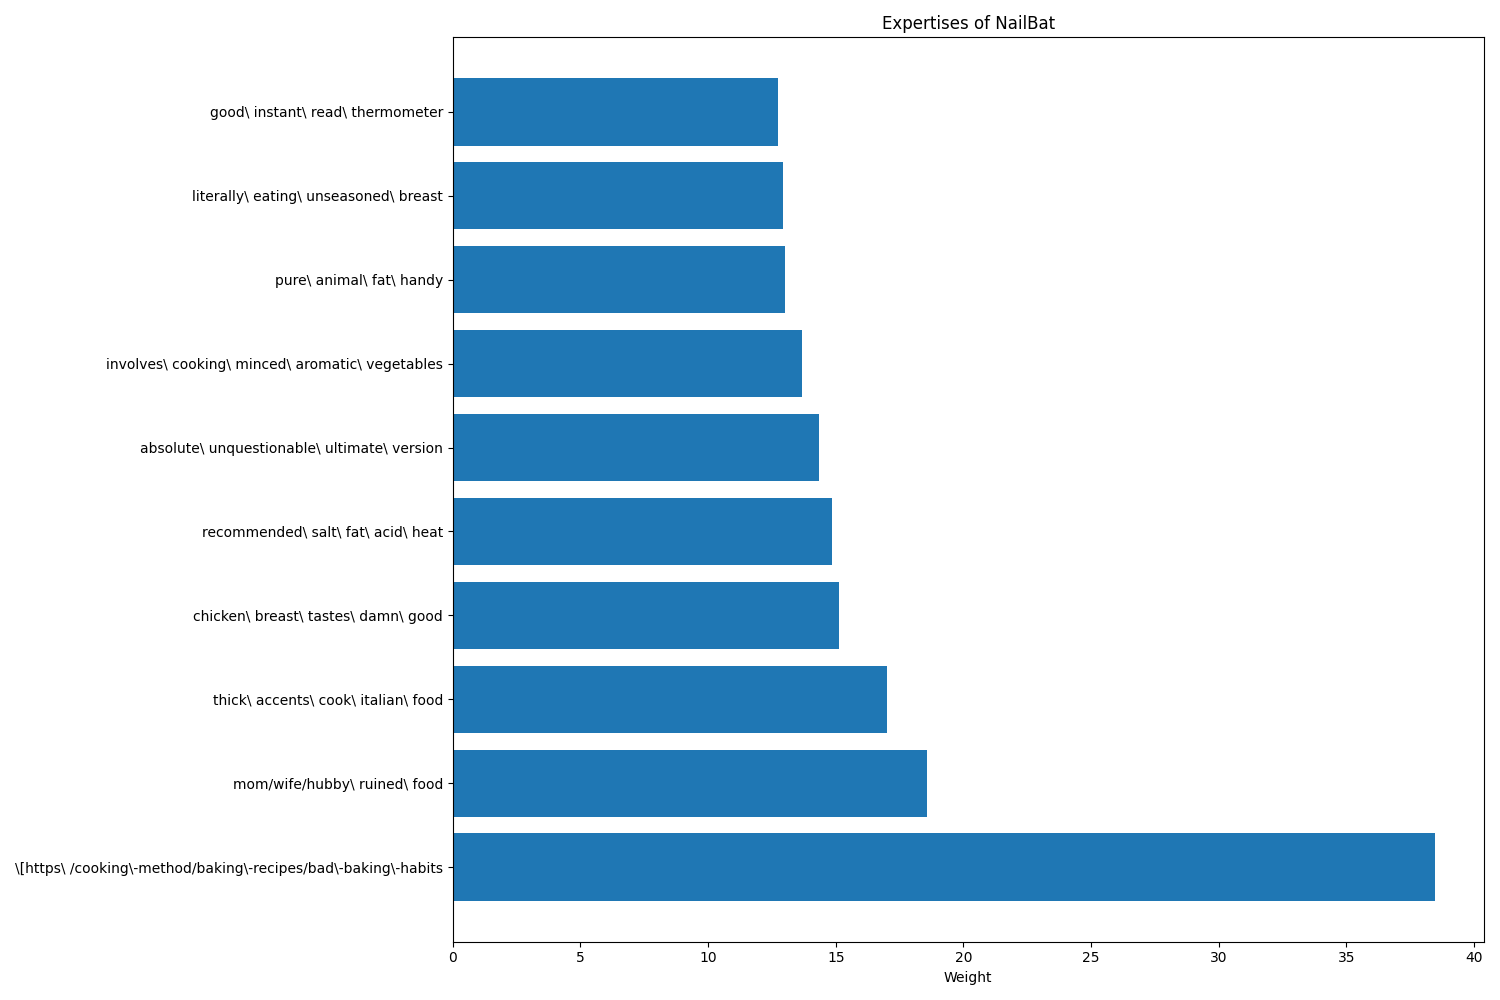 Expertises of NailBat
good\ instant\ read\ thermometer
literally\ eating\ unseasoned\ breast
pure\ animal\ fat\ handy
involves\ cooking\ minced\ aromatic\ vegetables
absolute\ unquestionable\ ultimate\ version
recommended\ salt\ fat\ acid\ heat
chicken\ breast\ tastes\ damn\ good
thick\ accents\ cook\ italian\ food
mom/wife/hubby\ ruined\ food
\[https\ /cooking\-method/baking\-recipes/bad\-baking\-habits
0 5 10 15 20 25 30 35 40
Weight